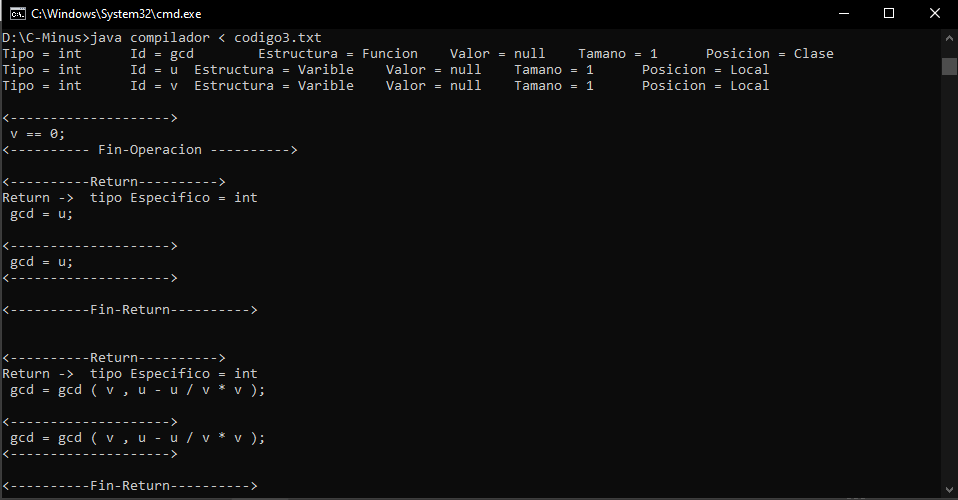 C:\Windows\System32\cmd.exe
D:\C-Minus>java compilador < codigo3.txt
Tipo = int      Id = gcd        Estructura = Funcion    Valor = null    Tamano = 1      Posicion = Clase
Tipo = int      Id = u  Estructura = Varible    Valor = null    Tamano = 1      Posicion = Local
Tipo = int      Id = v  Estructura = Varible    Valor = null    Tamano = 1      Posicion = Local
<-------------------->
v == 0;
<---------- Fin-Operacion ---------->
<----------Return---------->
Return ->  tipo Especifico = int
gcd = u;
<-------------------->
gcd = u;
<-------------------->
<----------Fin-Return---------->
<----------Return---------->
Return ->  tipo Especifico = int
gcd = gcd ( v , u - u / v * v );
<-------------------->
gcd = gcd ( v , u - u / v * v );
<-------------------->
<----------Fin-Return---------->